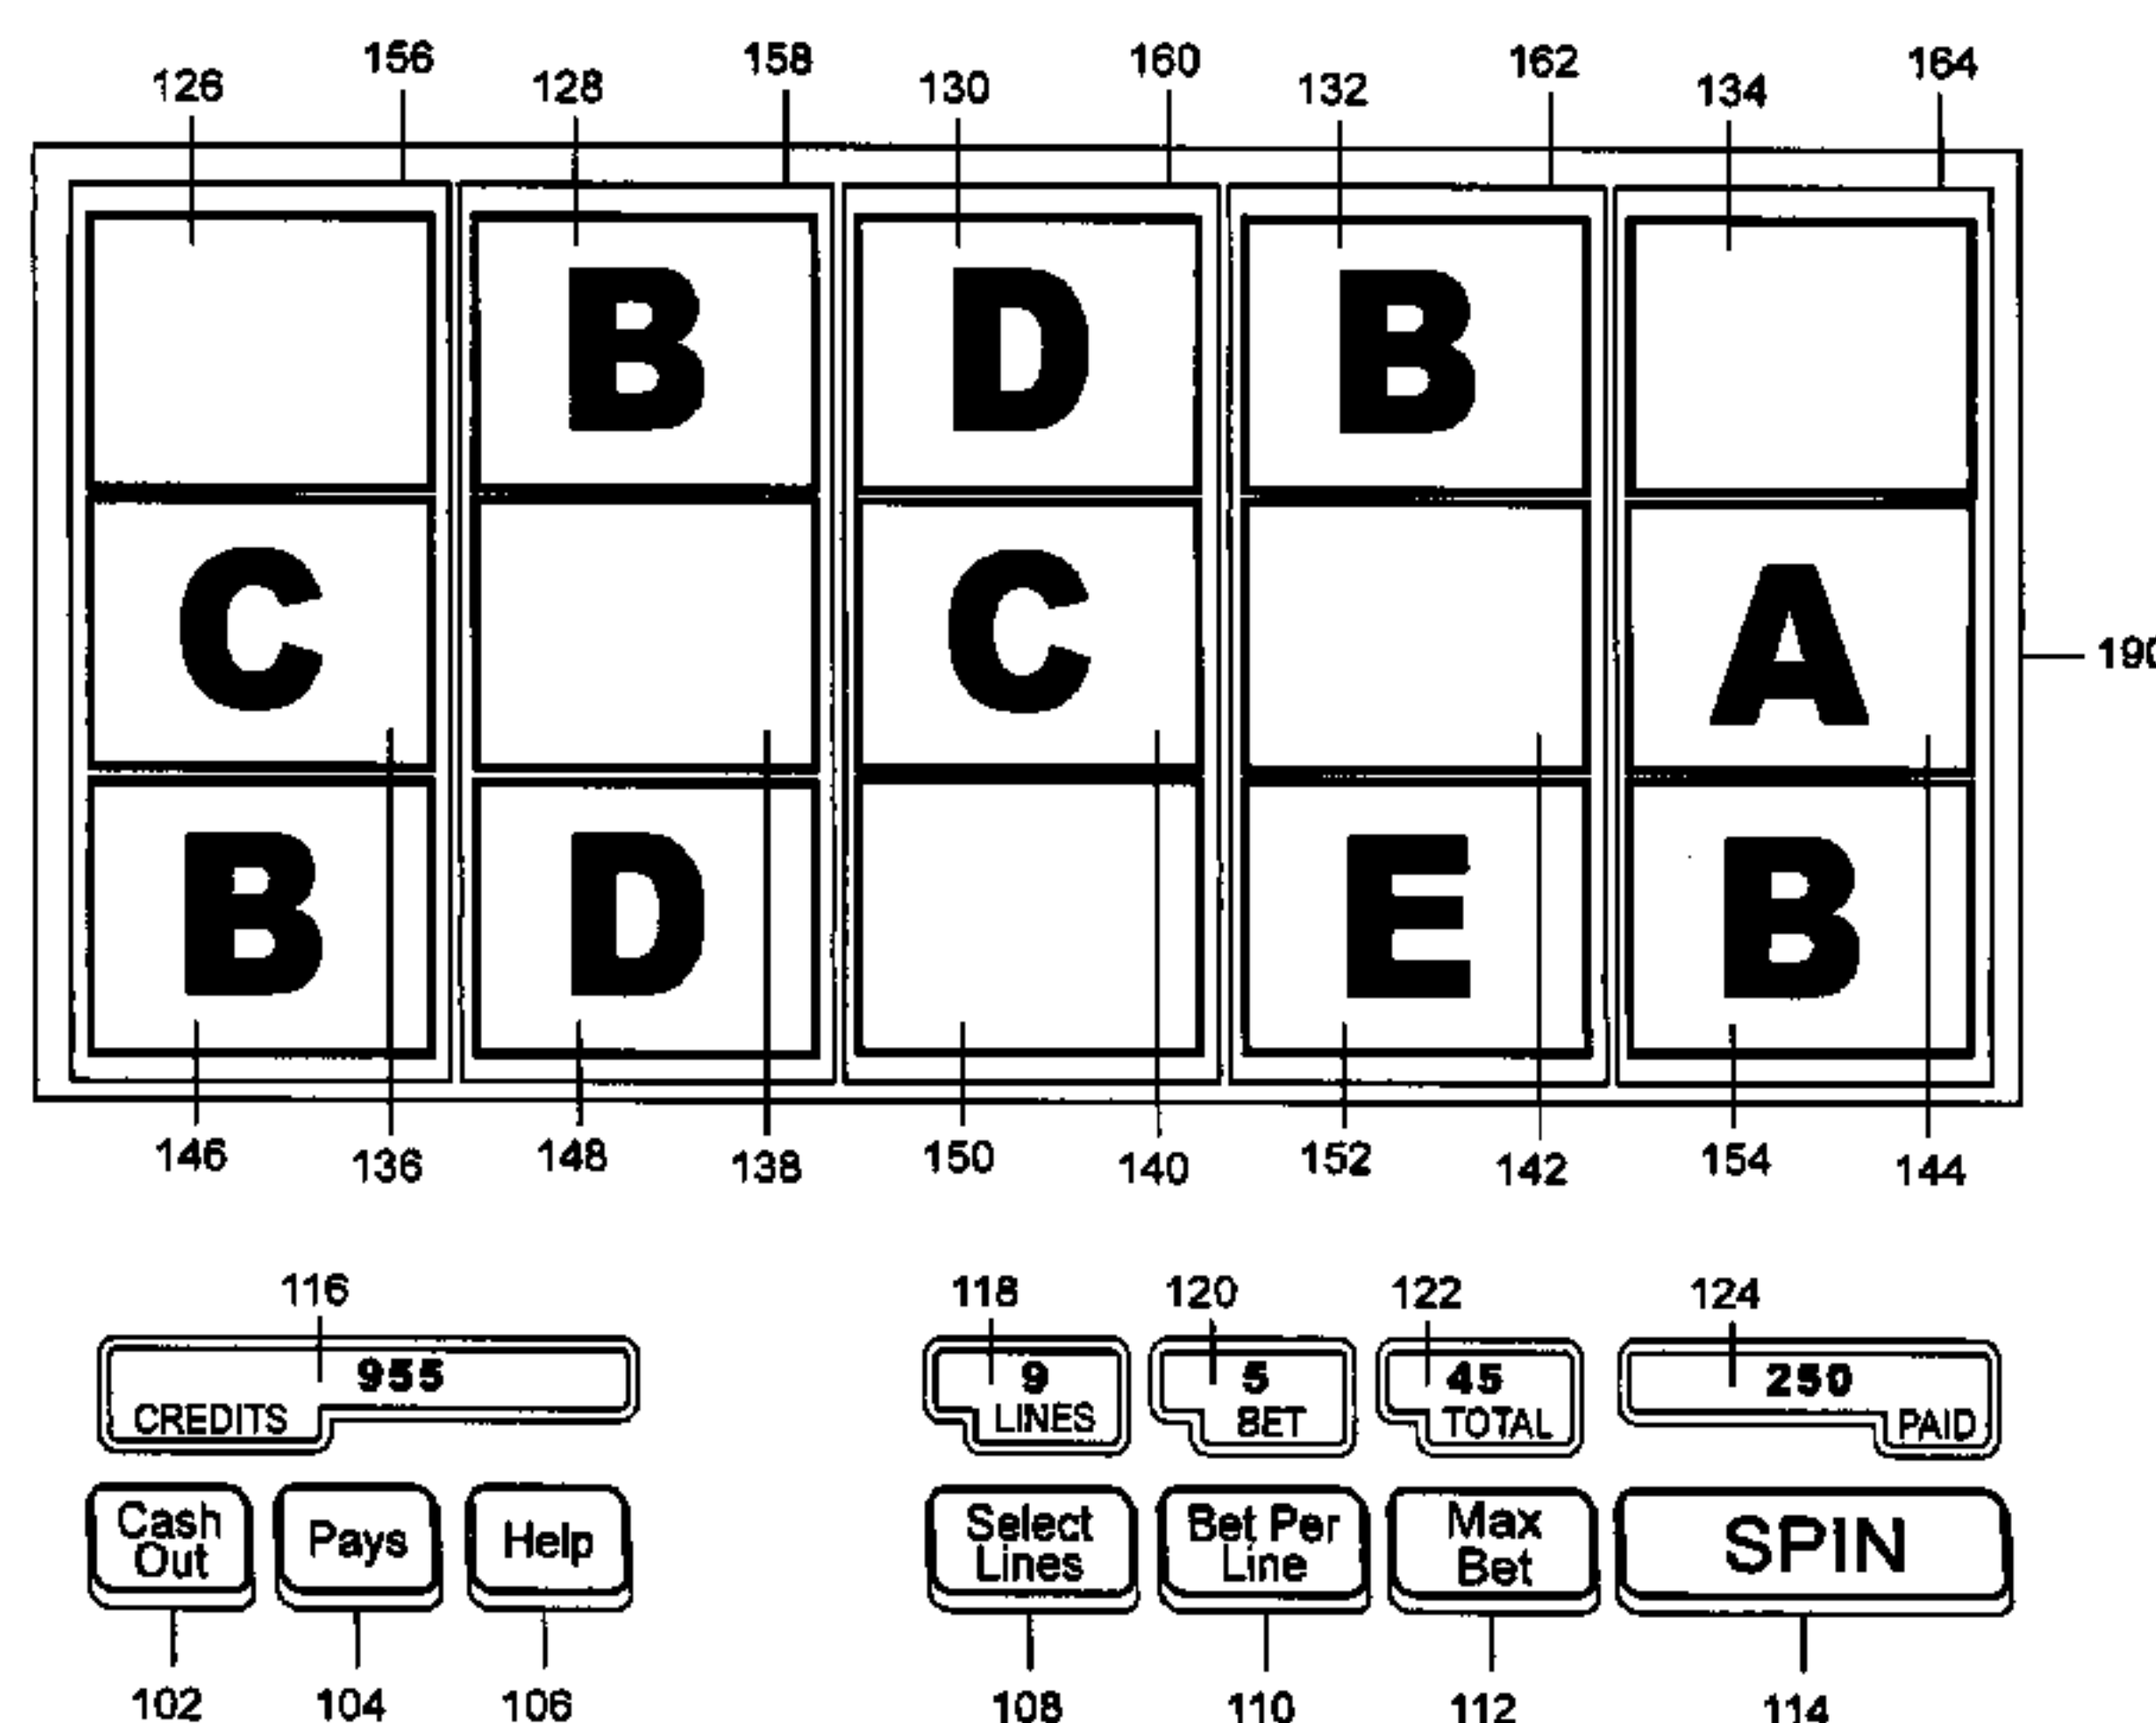 156 158 160 162 164
126 128 130 132 134
B D B
C C A
190
B D E B
146 148 150 152 154
136 138 140 142 144
116 118 120 122 124
955 9 5 45 250
CREDITS LINES BET TOTAL PAID
Cash Out Pays Help Select Lines Bet Per Line Max Bet SPIN
102 104 106 108 110 112 114